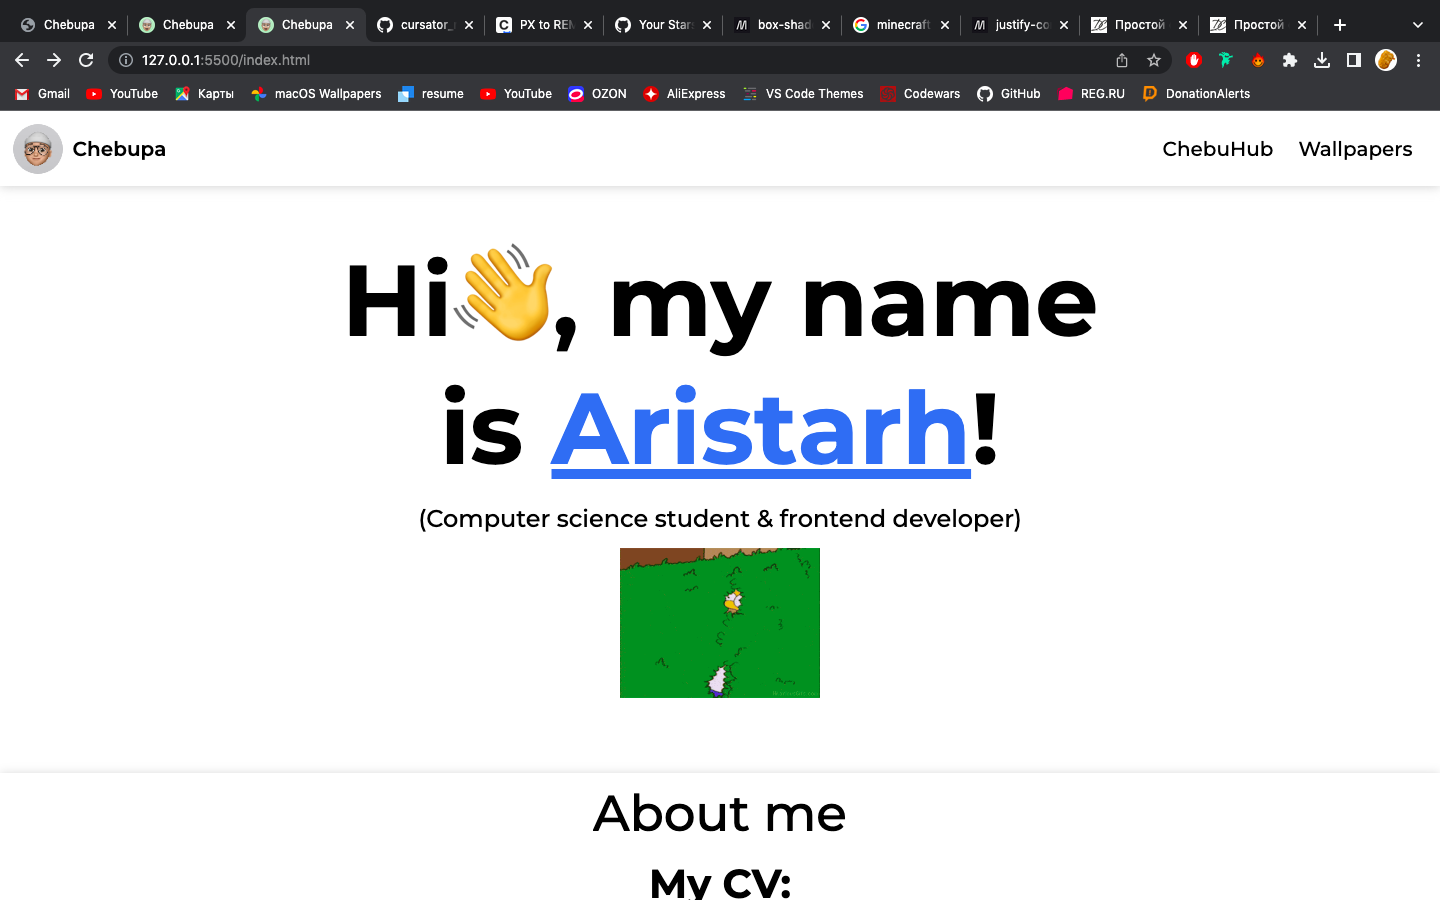 Chebupa
Chebupa
Chebupa
cursator_
PX to REM
Your Star
box-shad
minecraft
justify-co
Простой
Простой
127.0.0.1:5500/index.html
Gmail
YouTube
Карты
macOS Wallpapers
resume
YouTube
OZON
AliExpress
VS Code Themes
Codewars
GitHub
REG.RU
DonationAlerts
Chebupa
ChebuHub
Wallpapers
Hi👋, my name
is Aristarh!
(Computer science student & frontend developer)
About me
My CV: